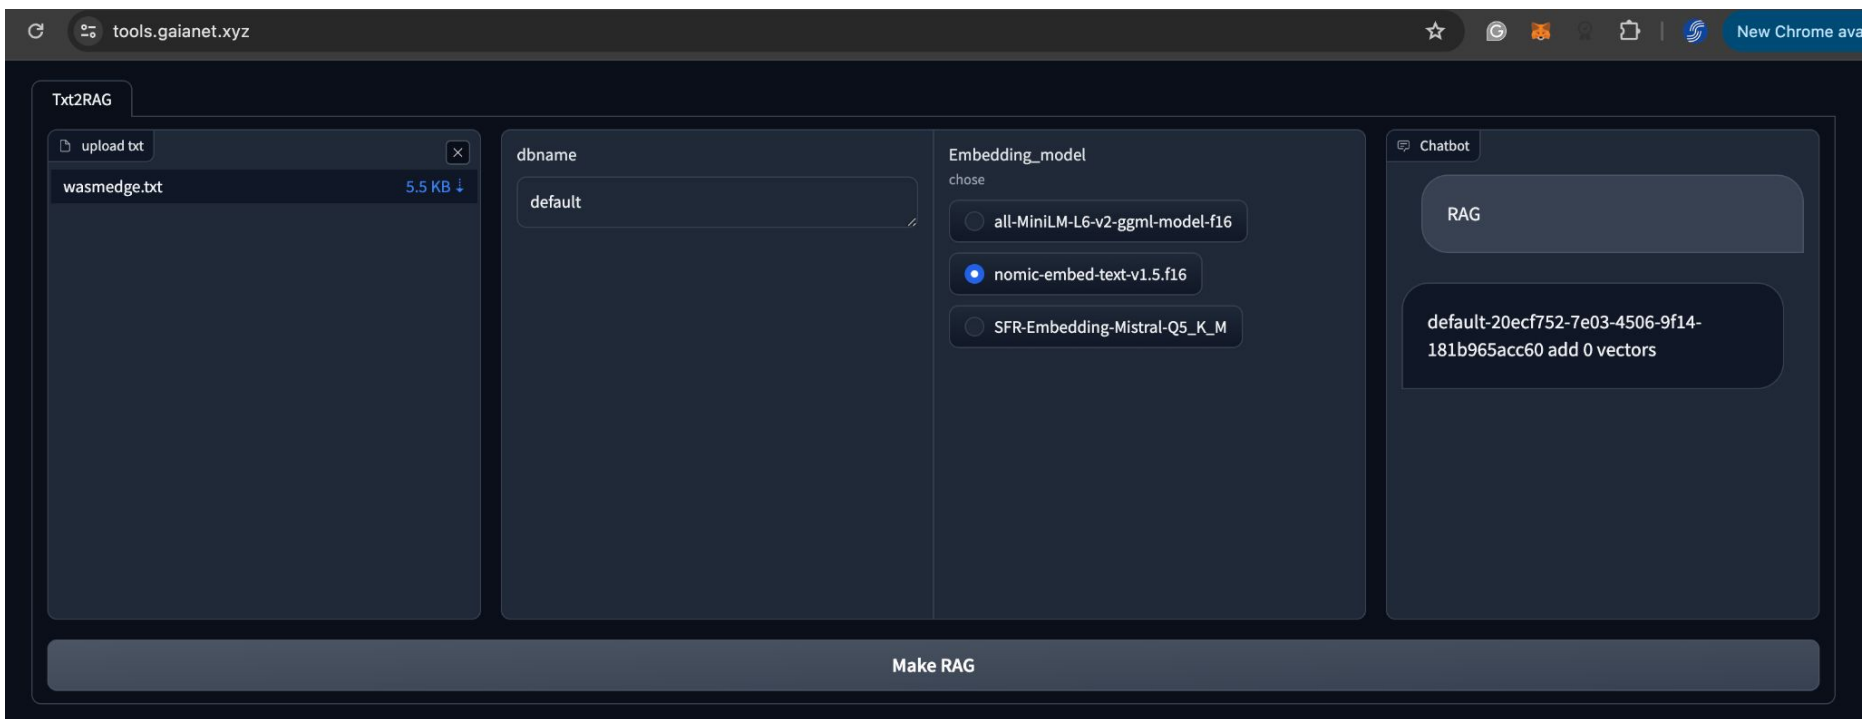 tools.gaianet.xyz
New Chrome ava
Txt2RAG
upload txt
wasmedge.txt 5.5 KB ↓
dbname
default
Embedding_model
chose
all-MiniLM-L6-v2-ggml-model-f16
nomic-embed-text-v1.5.f16
SFR-Embedding-Mistral-Q5_K_M
Chatbot
RAG
default-20ecf752-7e03-4506-9f14-
181b965acc60 add 0 vectors
Make RAG